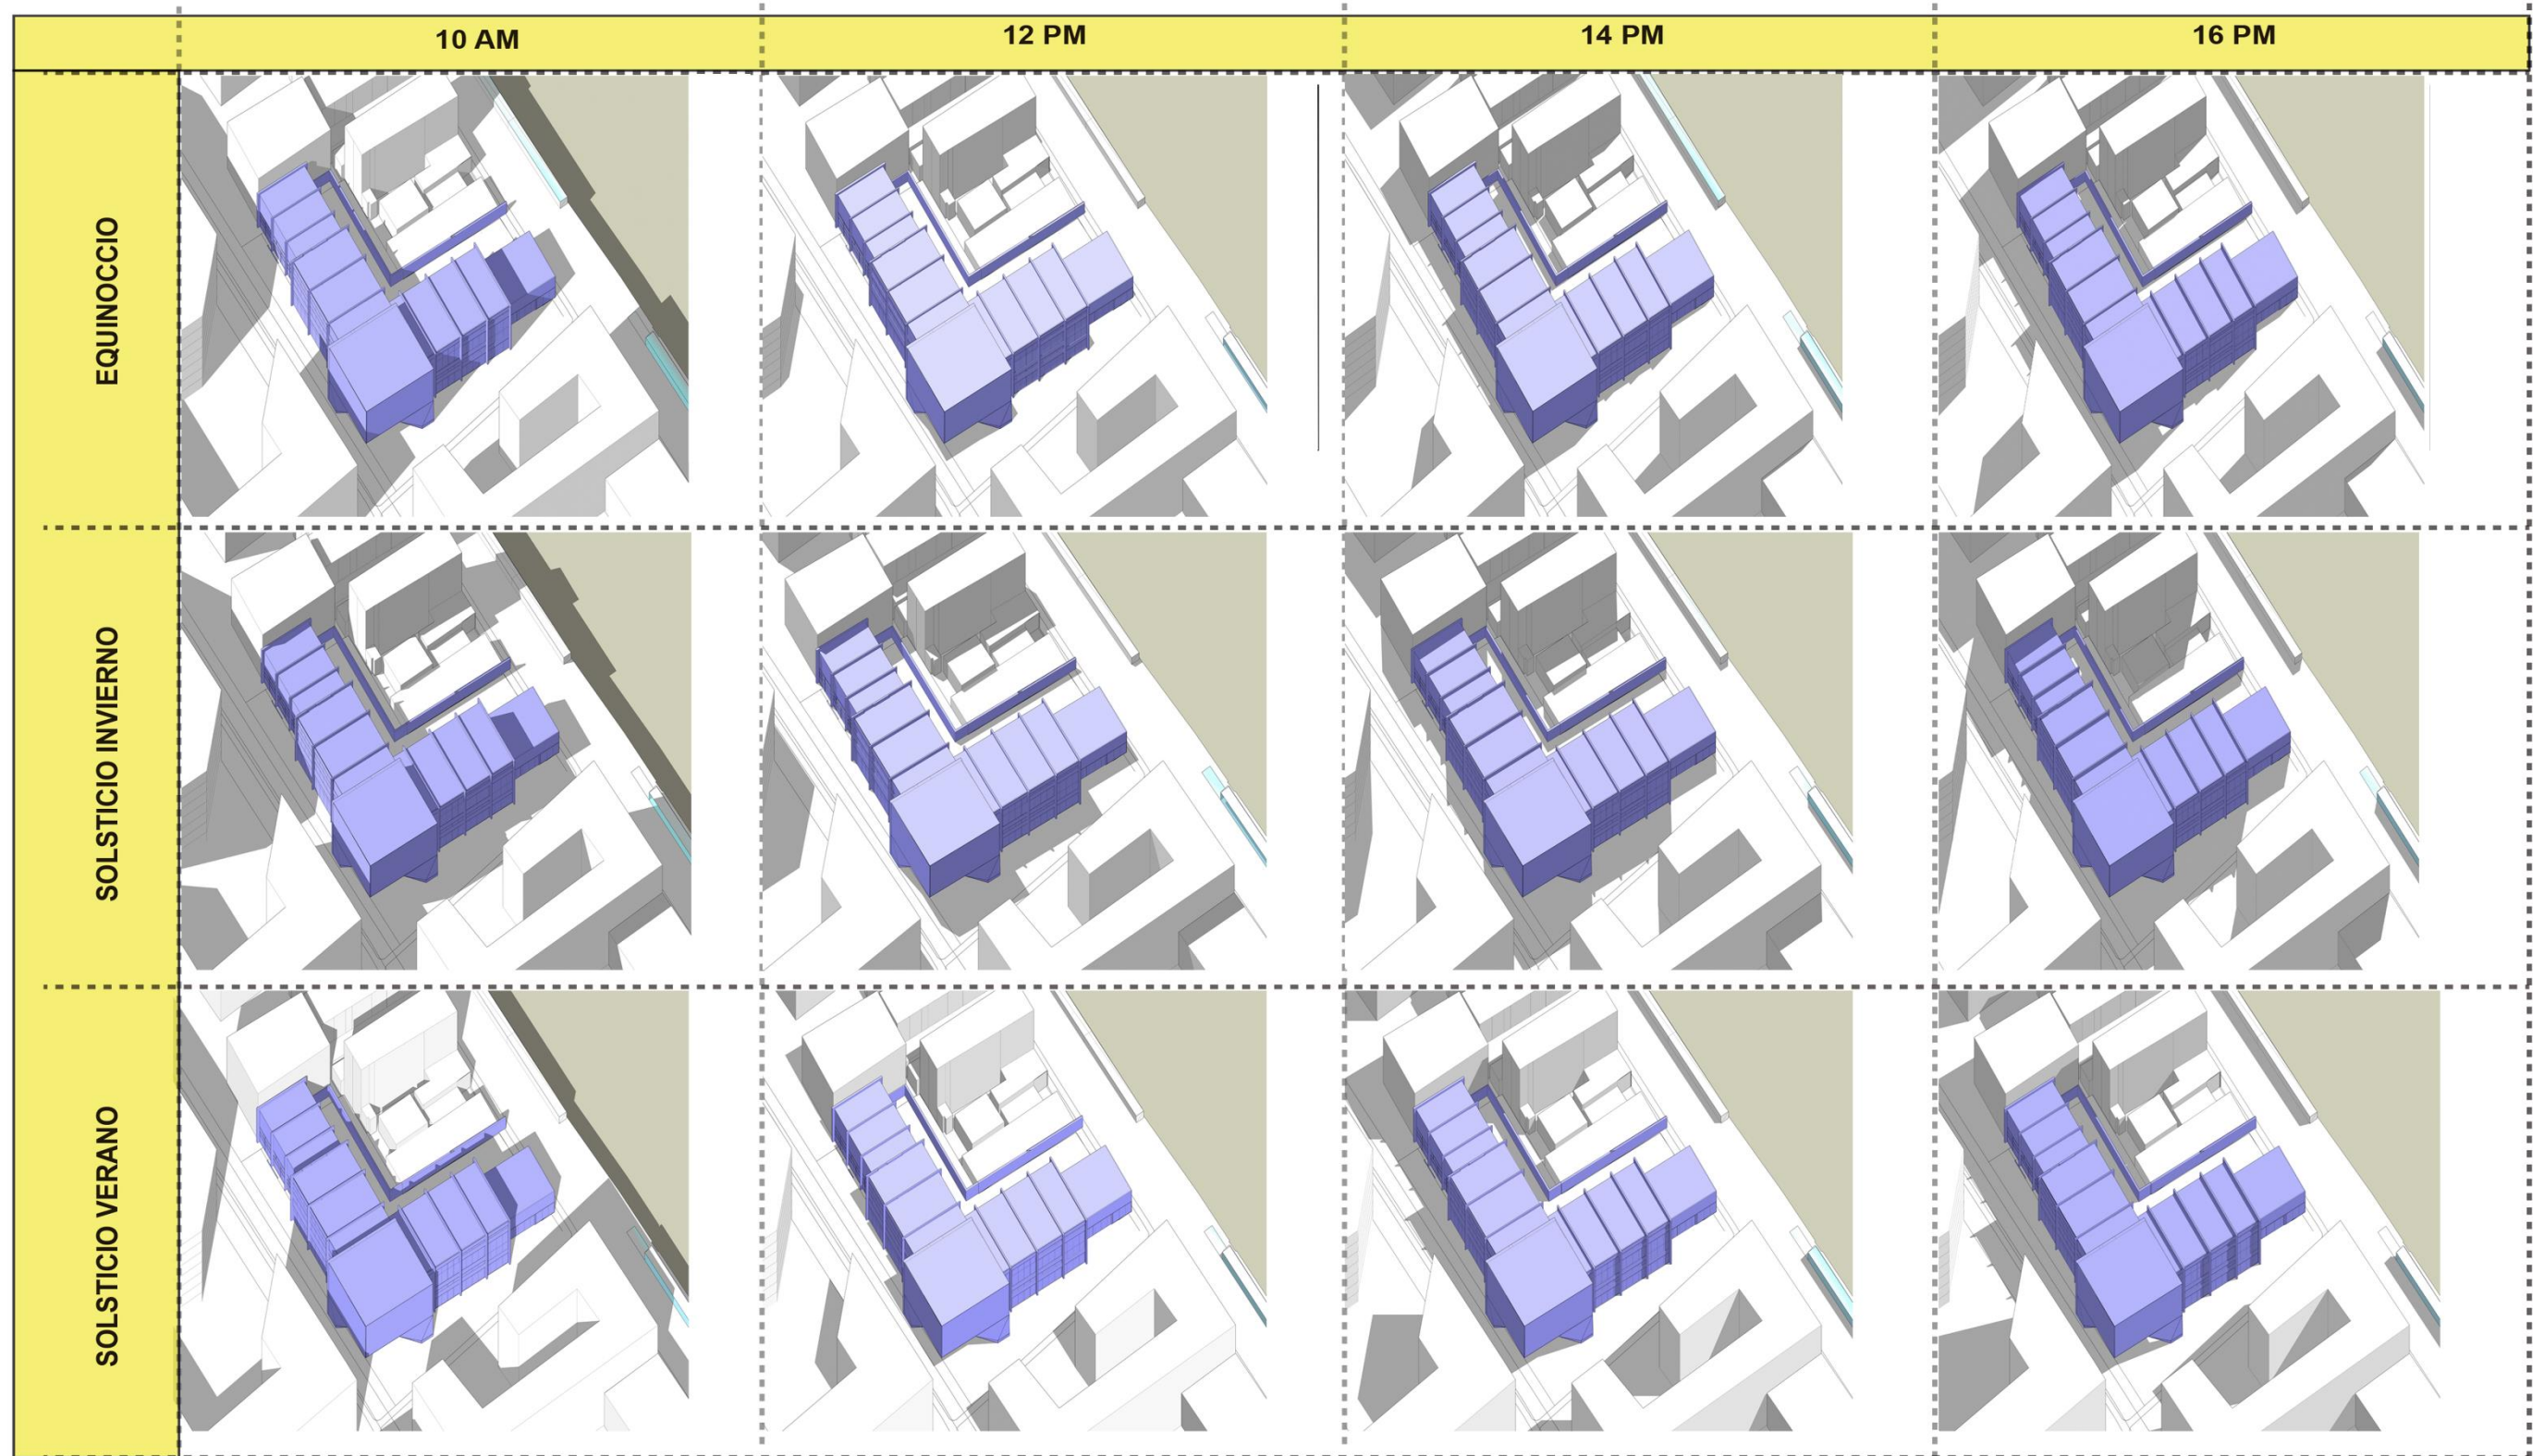 10 AM
12 PM
14 PM
16 PM
EQUINOCCIO
SOLSTICIO INVIERNO
SOLSTICIO VERANO